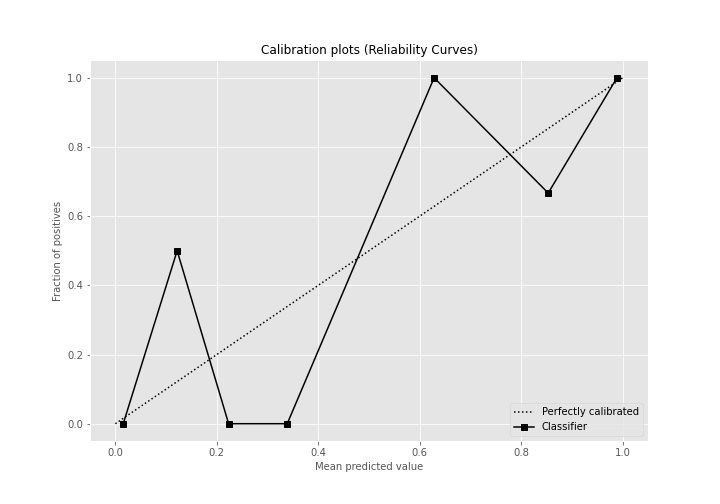 Calibration plots (Reliability Curves)
1.0
0.8
0.6
0.4
0.2
0.0
Fraction of positives
Perfectly calibrated
Classifier
0.0 0.2 0.4 0.6 0.8 1.0
Mean predicted value